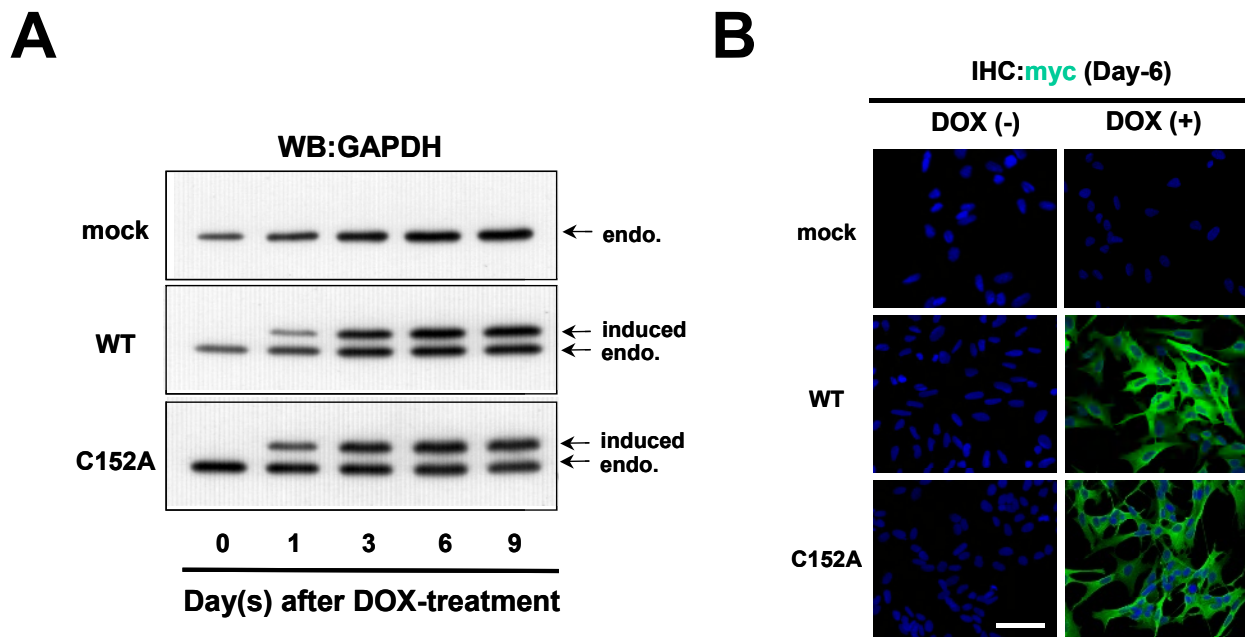 A
WB:GAPDH
mock
endo.
WT
induced
endo.
C152A
induced
endo.
0 1 3 6 9
Day(s) after DOX-treatment
B
IHC:myc (Day-6)
DOX (-) DOX (+)
mock
WT
C152A